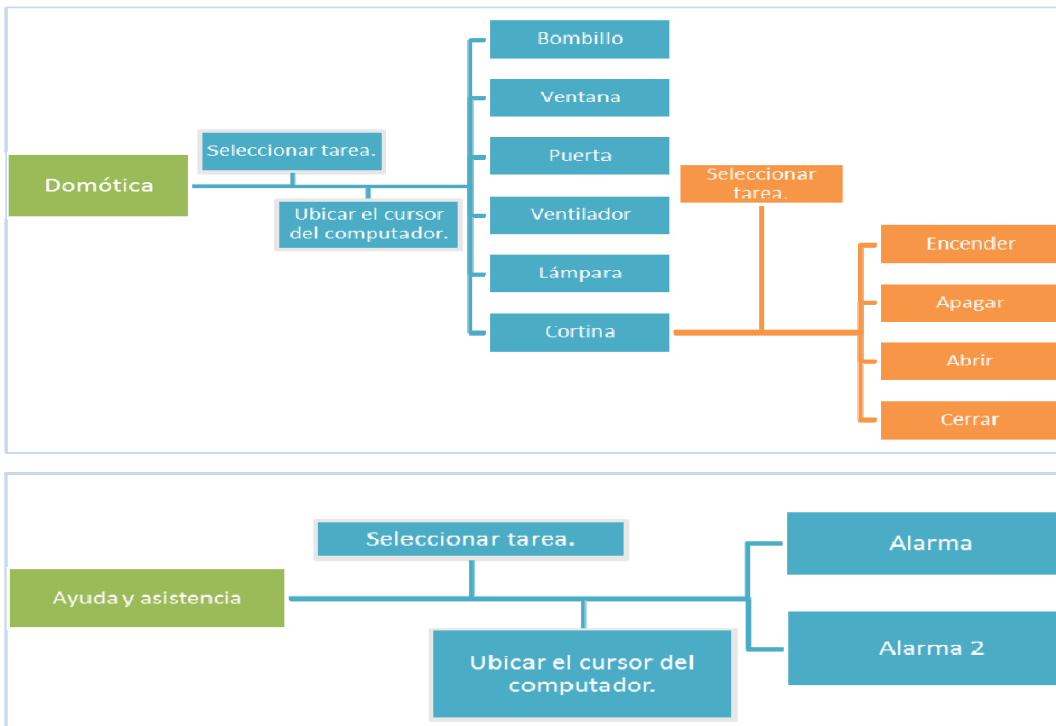 Domótica
Seleccionar tarea.
Ubicar el cursor
del computador.
Bombillo
Ventana
Puerta
Ventilador
Lámpara
Cortina
Seleccionar
tarea.
Encender
Apagar
Abrir
Cerrar
Ayuda y asistencia
Seleccionar tarea.
Ubicar el cursor del
computador.
Alarma
Alarma 2